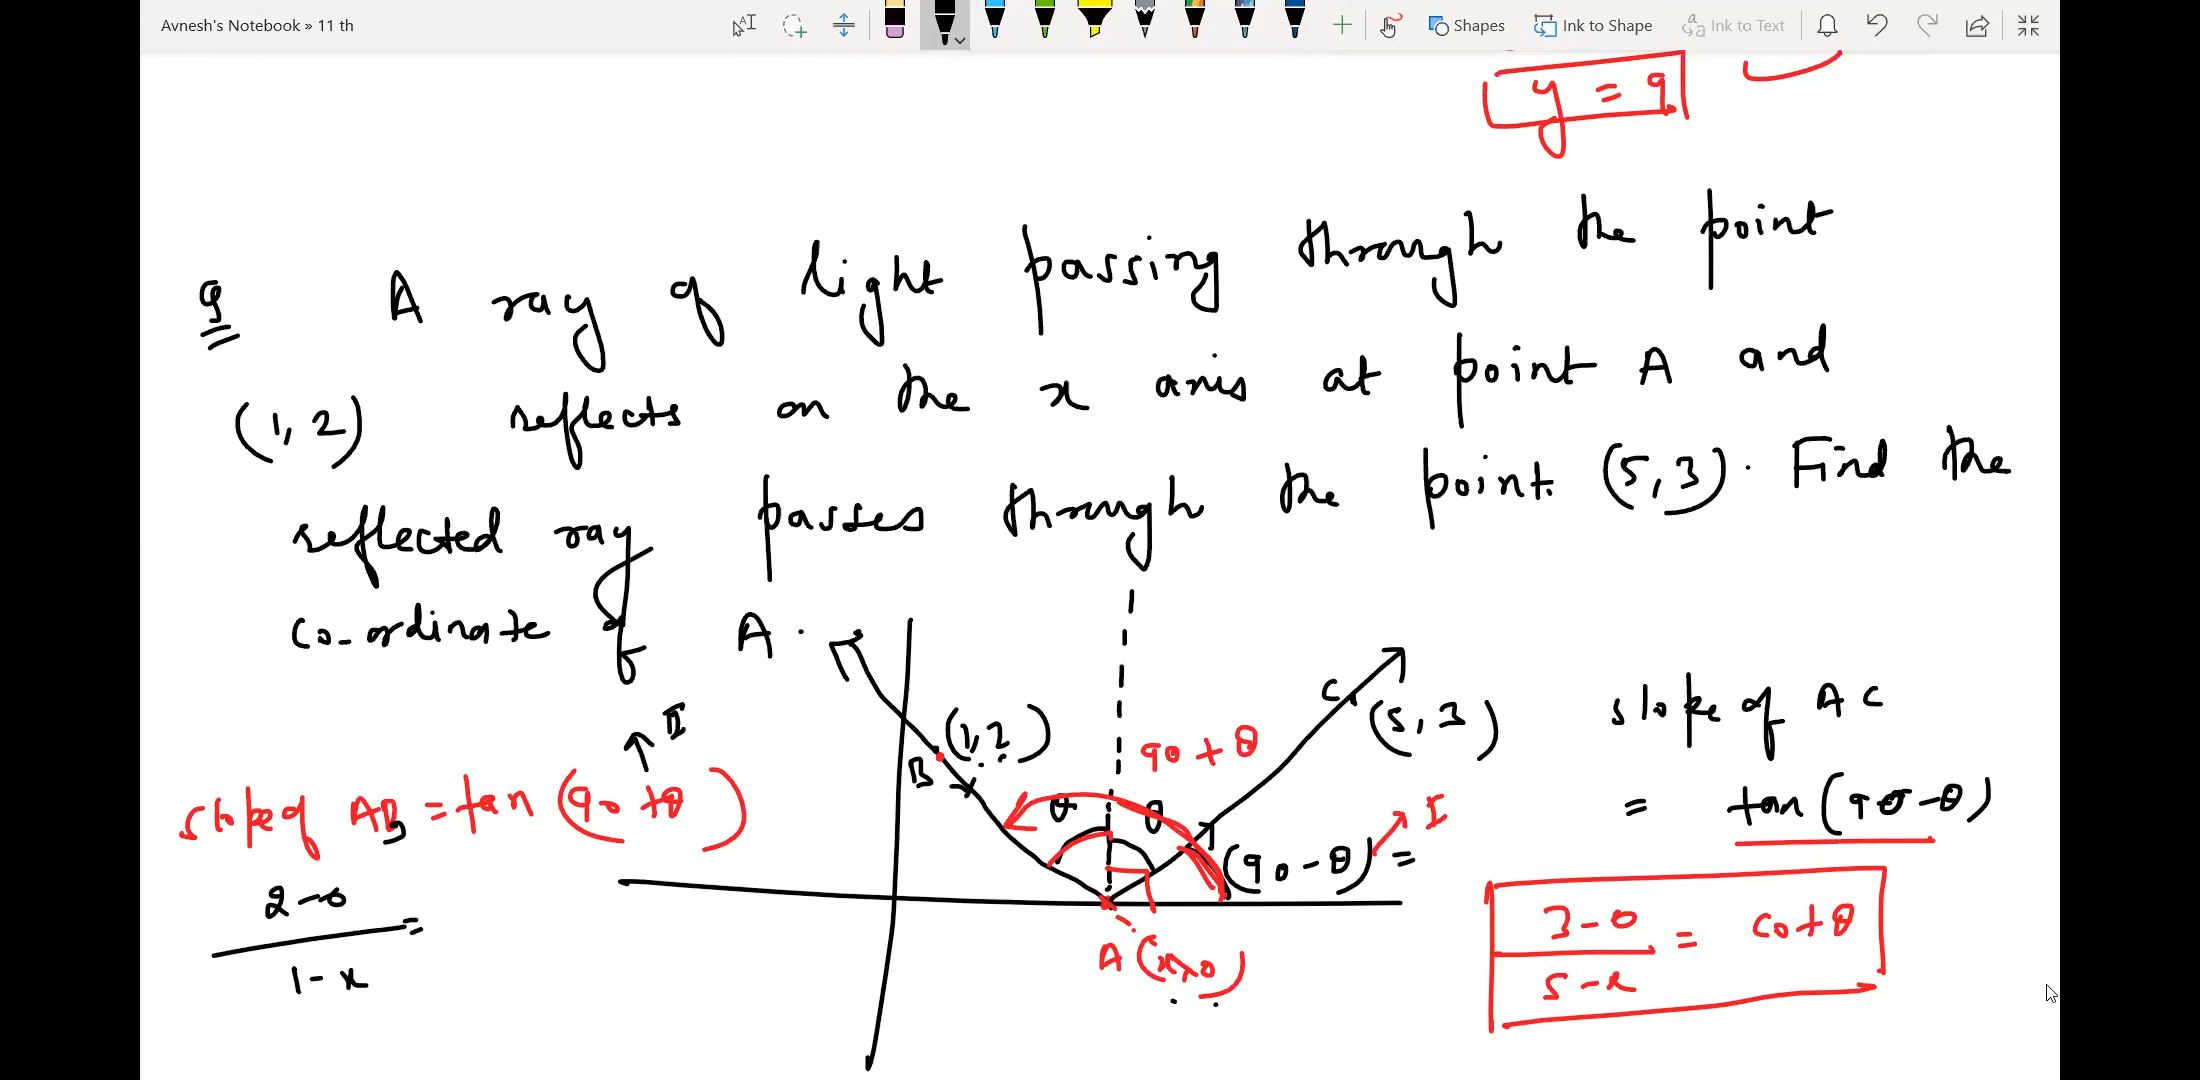 Avnesh's Notebook » 11 th
Shapes
Ink to Shape
Ink to Text
y = 9
Q A ray of light passing through the point
(1, 2) reflects on the x axis at point A and
reflected ray passes through the point. (5, 3). Find the
co-ordinate of A.
II
slope of AB = tan (90 + θ)
2-0
1-x
=
B
(1, 2)
θ
θ
90 + θ
C
(5, 3)
(90 - θ) =
I
A (x, 0)
slope of AC
= tan (90 - θ)
3-0
5-x
= cot θ